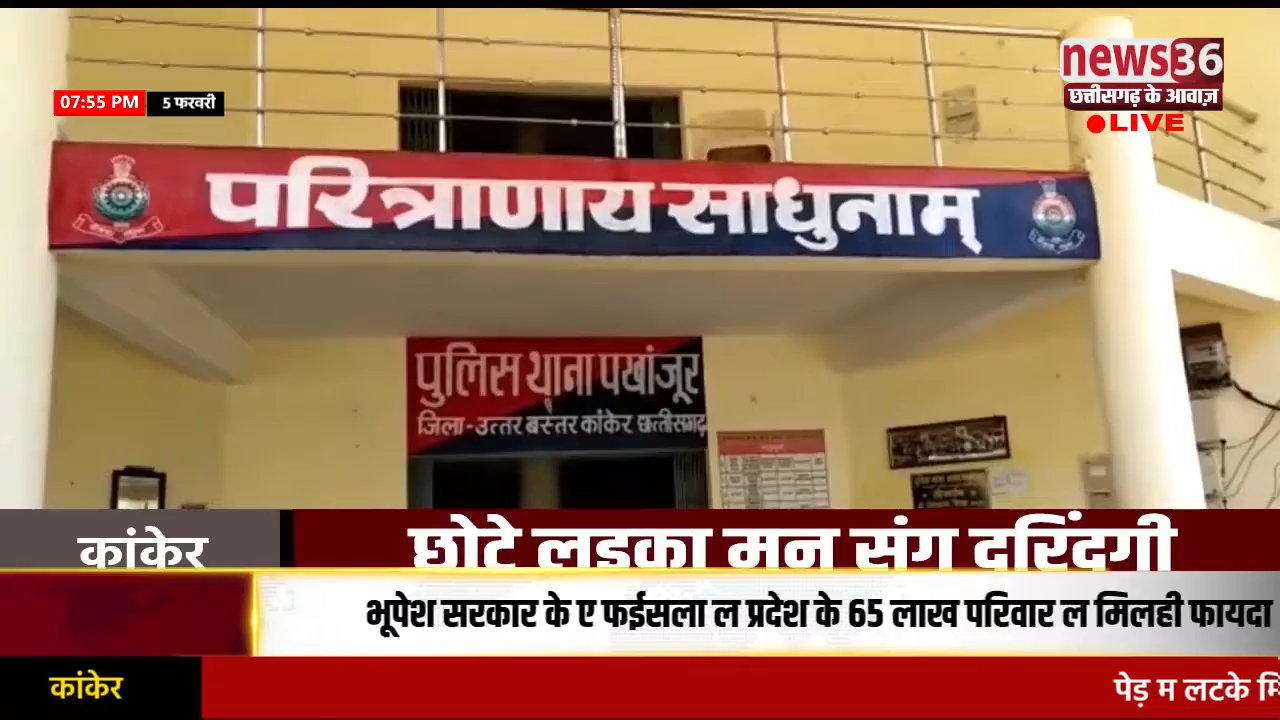 news36
छत्तीसगढ़ के आवाज़
LIVE
07:55 PM
5 फरवरी
परित्राणाय साधुनाम्
पुलिस थाना पखांजूर
जिला-उत्तर बस्तर कांकेर छत्तीसगढ़
कांकेर
छोटे लइका मन संग दरिंदगी
भूपेश सरकार के ए फईसला ल प्रदेश के 65 लाख परिवार ल मिलही फायदा
कांकेर
पेड़ म लटके